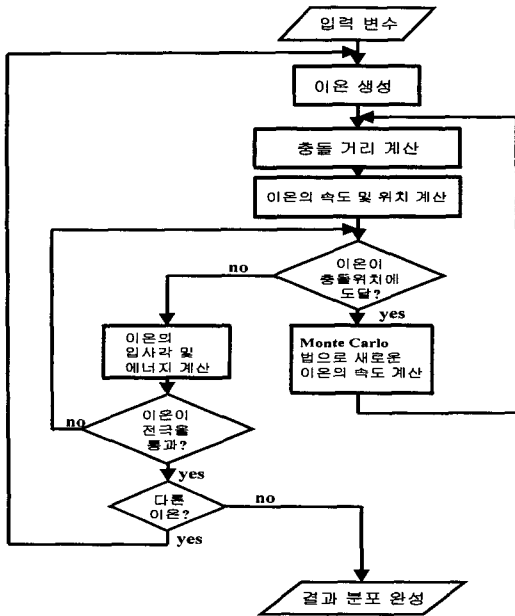 입력 변수
이온 생성
충돌 거리 계산
이온의 속도 및 위치 계산
이온이
충돌위치에
도달?
no
yes
이온의
입사각 및
에너지 계산
Monte Carlo
법으로 새로운
이온의 속도 계산
이온이
전극을
통과?
no
yes
다른
이온?
no
yes
결과 분포 완성